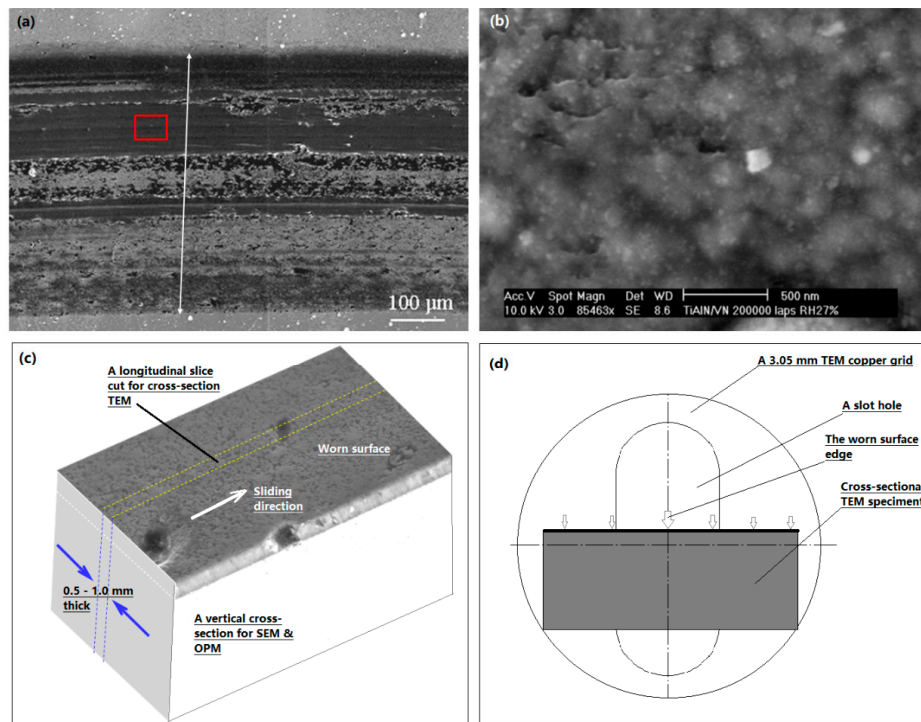 (a)
100 µm
(b)
Acc.V Spot Magn Det WD 500 nm
10.0 kV 3.0 85463x SE 8.6 TiAlN/VN 200000 laps RH27%
(c)
A longitudinal slice
cut for cross-section
TEM
Worn surface
Sliding
direction
0.5 - 1.0 mm
thick
A vertical cross-
section for SEM &
OPM
(d)
A 3.05 mm TEM copper grid
A slot hole
The worn surface
edge
Cross-sectiona
TEM speciment